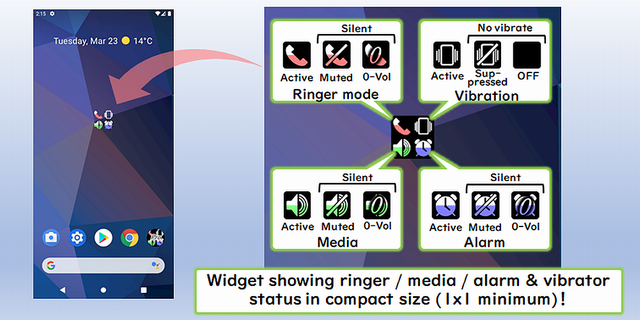 2:15
Tuesday, Mar 23 14°C
G
Silent
Active Muted 0-Vol
Ringer mode
No vibrate
Active Sup-pressed OFF
Vibration
Silent
Active Muted 0-Vol
Media
Silent
Active Muted 0-Vol
Alarm
Widget showing ringer / media / alarm & vibrator
status in compact size (1x1 minimum)!